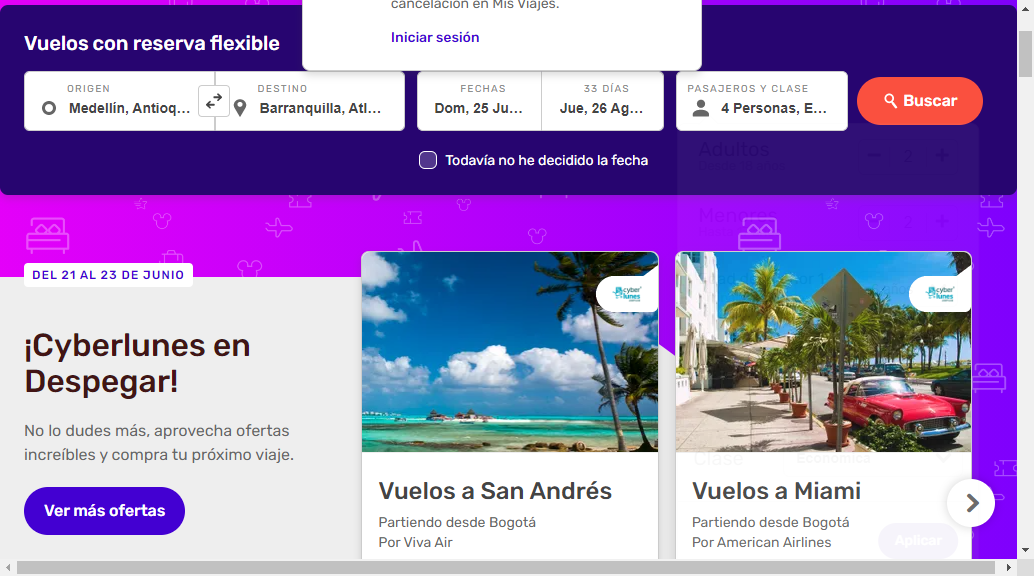 cancelación en Mis Viajes.
Iniciar sesión
Vuelos con reserva flexible
ORIGEN
Medellín, Antioq...
DESTINO
Barranquilla, Atl...
FECHAS
Dom, 25 Ju...
33 DÍAS
Jue, 26 Ag...
PASAJEROS Y CLASE
4 Personas, E...
Buscar
Todavía no he decidido la fecha
Adultos
2
Menores
2
DEL 21 AL 23 DE JUNIO
¡Cyberlunes en
Despegar!
No lo dudes más, aprovecha ofertas
increíbles y compra tu próximo viaje.
Ver más ofertas
cyber
lunes
Vuelos a San Andrés
Partiendo desde Bogotá
Por Viva Air
cyber
lunes
Clase
Económica
Vuelos a Miami
Partiendo desde Bogotá
Por American Airlines
Aplicar